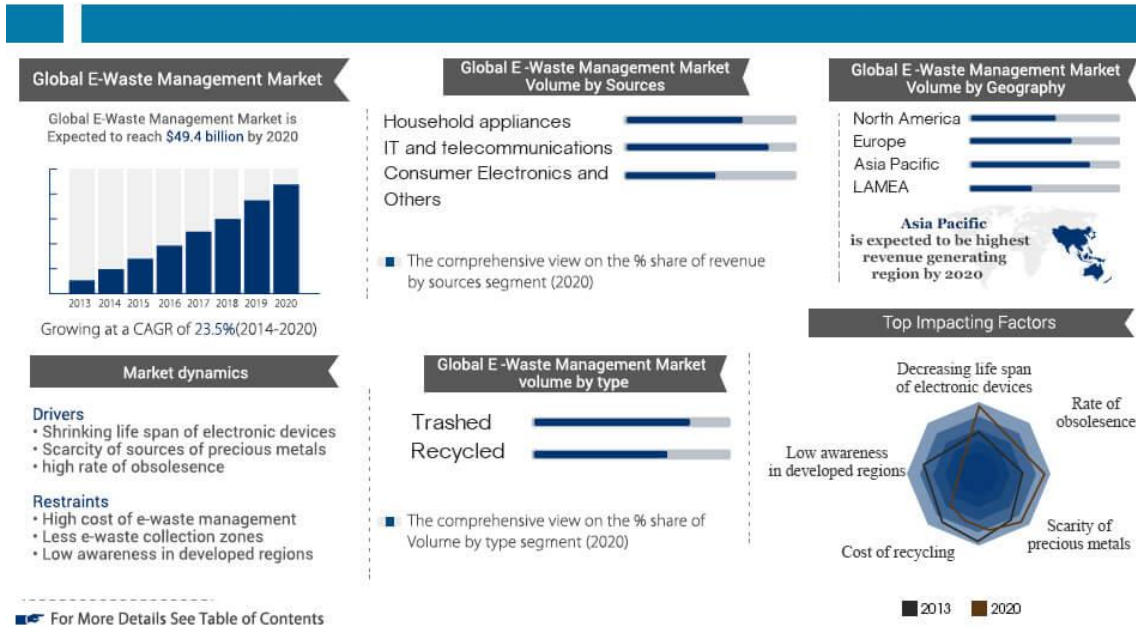 Global E-Waste Management Market
Global E-Waste Management Market is
Expected to reach $49.4 billion by 2020
2013 2014 2015 2016 2017 2018 2019 2020
Growing at a CAGR of 23.5%(2014-2020)
Global E -Waste Management Market
Volume by Sources
Household appliances
IT and telecommunications
Consumer Electronics and
Others
■ The comprehensive view on the % share of revenue
by sources segment (2020)
Global E -Waste Management Market
Volume by Geography
North America
Europe
Asia Pacific
LAMEA
Asia Pacific
is expected to be highest
revenue generating
region by 2020
Market dynamics
Drivers
• Shrinking life span of electronic devices
• Scarcity of sources of precious metals
• high rate of obsolesence
Restraints
• High cost of e-waste management
• Less e-waste collection zones
• Low awareness in developed regions
Global E -Waste Management Market
volume by type
Trashed
Recycled
■ The comprehensive view on the % share of
Volume by type segment (2020)
Top Impacting Factors
Decreasing life span
of electronic devices
Rate of
obsolesence
Low awareness
in developed regions
Scarity of
precious metals
Cost of recycling
2013 2020
For More Details See Table of Contents